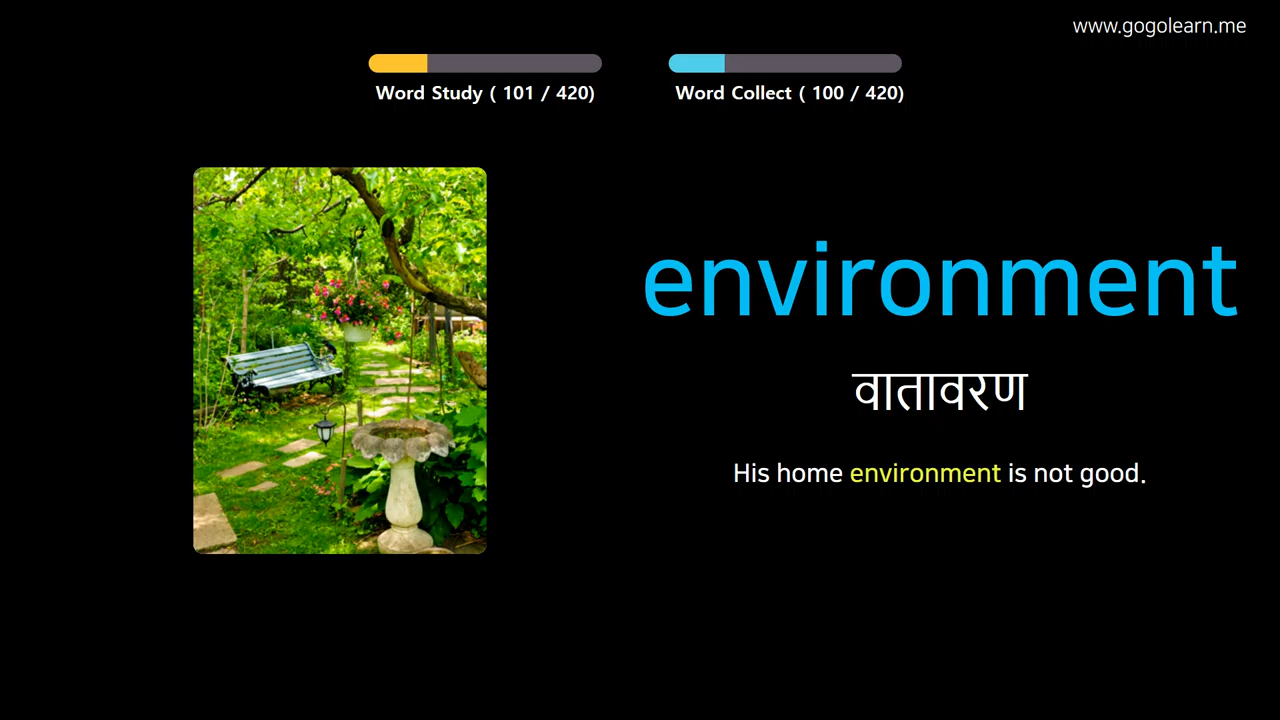 www.gogolearn.me
Word Study ( 101 / 420)
Word Collect ( 100 / 420)
environment
वातावरण
His home environment is not good.